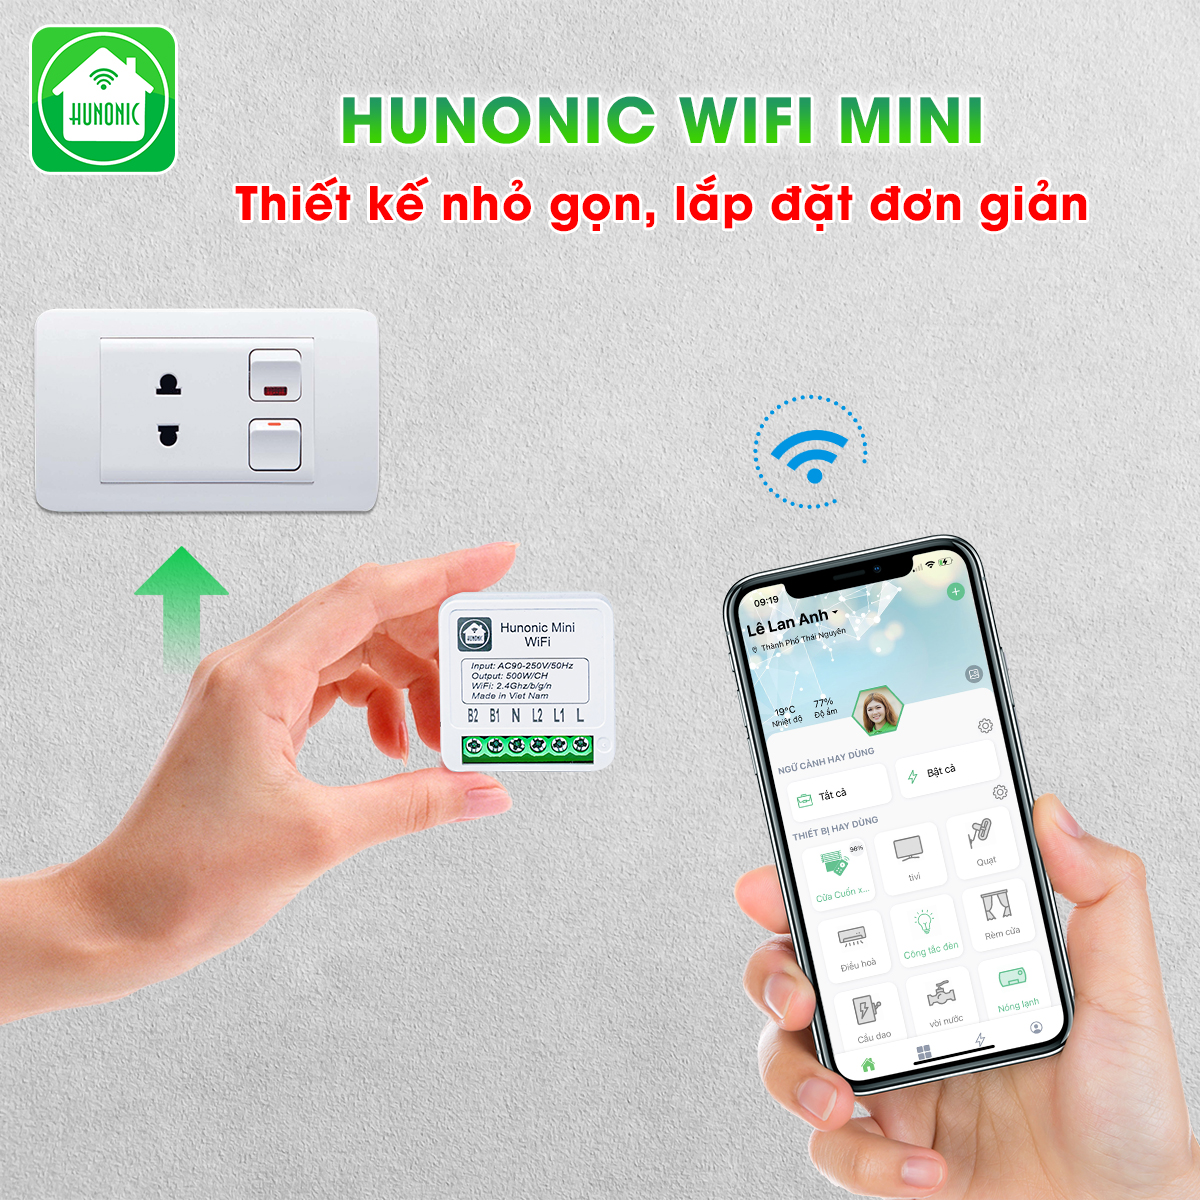 HUNONIC
HUNONIC WIFI MINI
Thiết kế nhỏ gọn, lắp đặt đơn giản
HUNONIC
Hunonic Mini
WiFi
Input: AC90-250V/50Hz
Output: 500W/CH
WiFi: 2.4Ghz/b/g/n
Made in Viet Nam
B2 B1 N L2 L1 L
09:19
Lê Lan Anh
Thành Phố Thái Nguyên
19°C
Nhiệt độ
77%
Độ ẩm
NGỮ CẢNH HAY DÙNG
Tắt cả
Bật cả
THIẾT BỊ HAY DÙNG
96%
Cửa Cuốn x...
tivi
Quạt
Điều hoà
Công tắc đèn
Rèm cửa
Cầu dao
vòi nước
Nóng lạnh